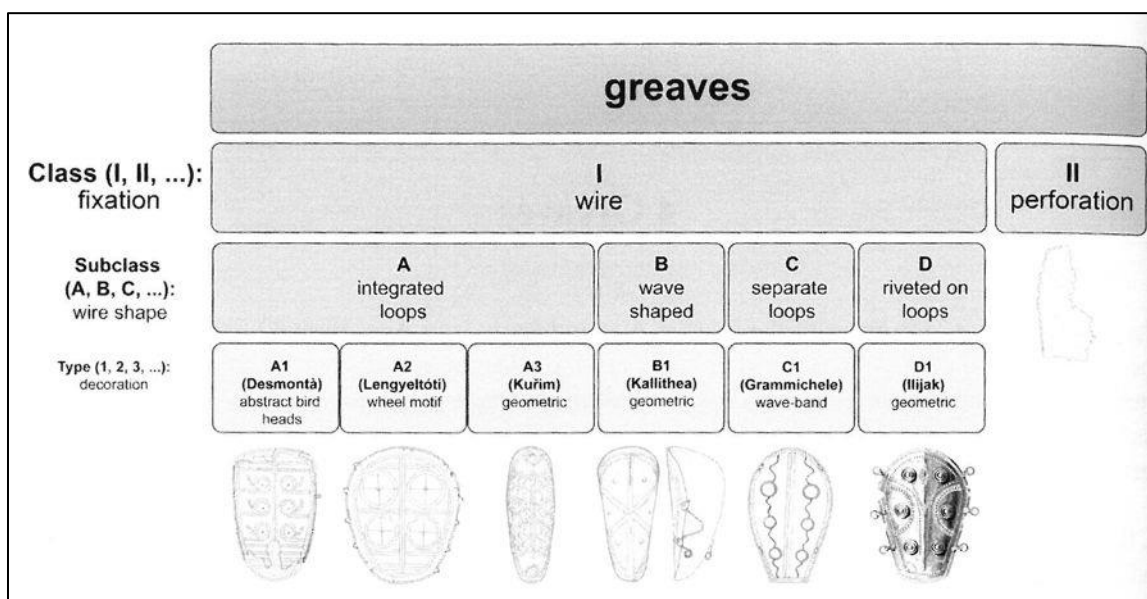 greaves
Class (I, II, ...):
fixation
I
wire
II
perforation
Subclass
(A, B, C, ...):
wire shape
A
integrated
loops
B
wave
shaped
C
separate
loops
D
riveted on
loops
Type (1, 2, 3, ...):
decoration
A1
(Desmontà)
abstract bird
heads
A2
(Lengyeltóti)
wheel motif
A3
(Kuřim)
geometric
B1
(Kallithea)
geometric
C1
(Grammichele)
wave-band
D1
(Ilijak)
geometric